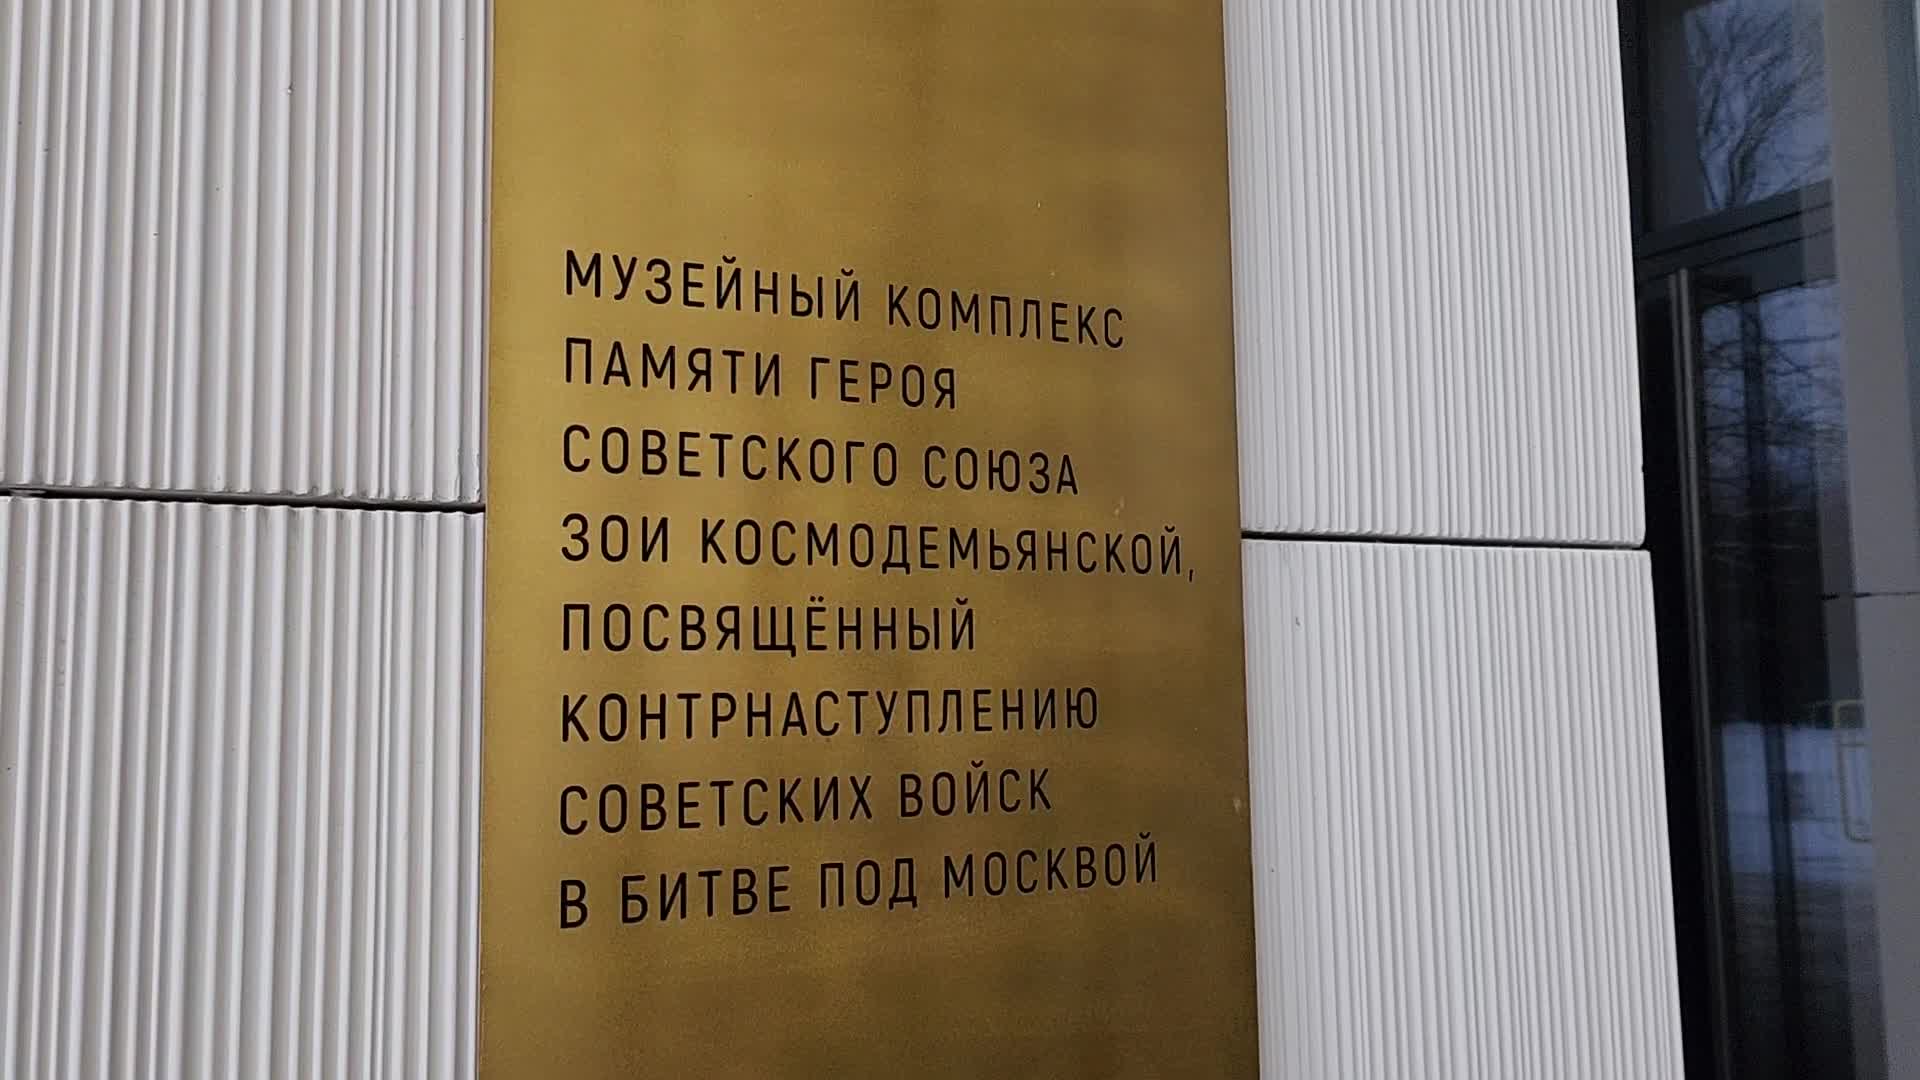 МУЗЕЙНЫЙ КОМПЛЕКС
ПАМЯТИ ГЕРОЯ
СОВЕТСКОГО СОЮЗА
ЗОИ КОСМОДЕМЬЯНСКОЙ,
ПОСВЯЩЁННЫЙ
КОНТРНАСТУПЛЕНИЮ
СОВЕТСКИХ ВОЙСК
В БИТВЕ ПОД МОСКВОЙ